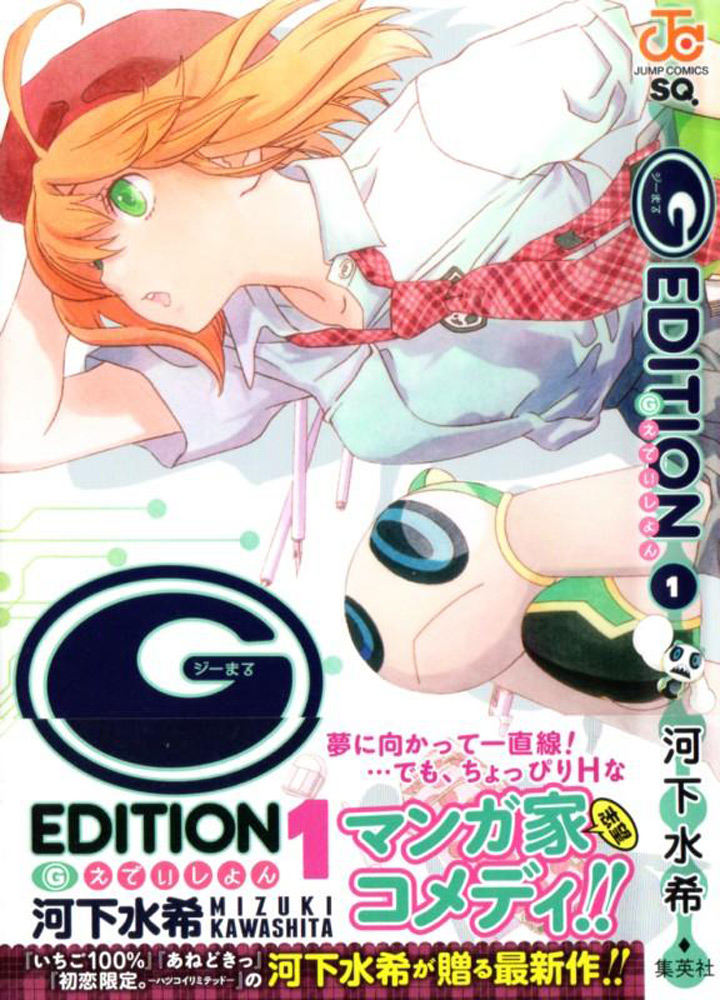 JUMP COMICS
SQ.
G
ジーまる
EDITION
Gえでぃしょん
1
河下水希
集英社
G
ジーまる
EDITION 1
Gえでぃしょん
河下水希
MIZUKI
KAWASHITA
夢に向かって一直線!
…でも、ちょっぴりHな
マンガ家
志望
コメディ!!
『いちご100%』『あねどきっ』
『初恋限定。―ハツコイリミテッド―』の
河下水希が贈る最新作!!